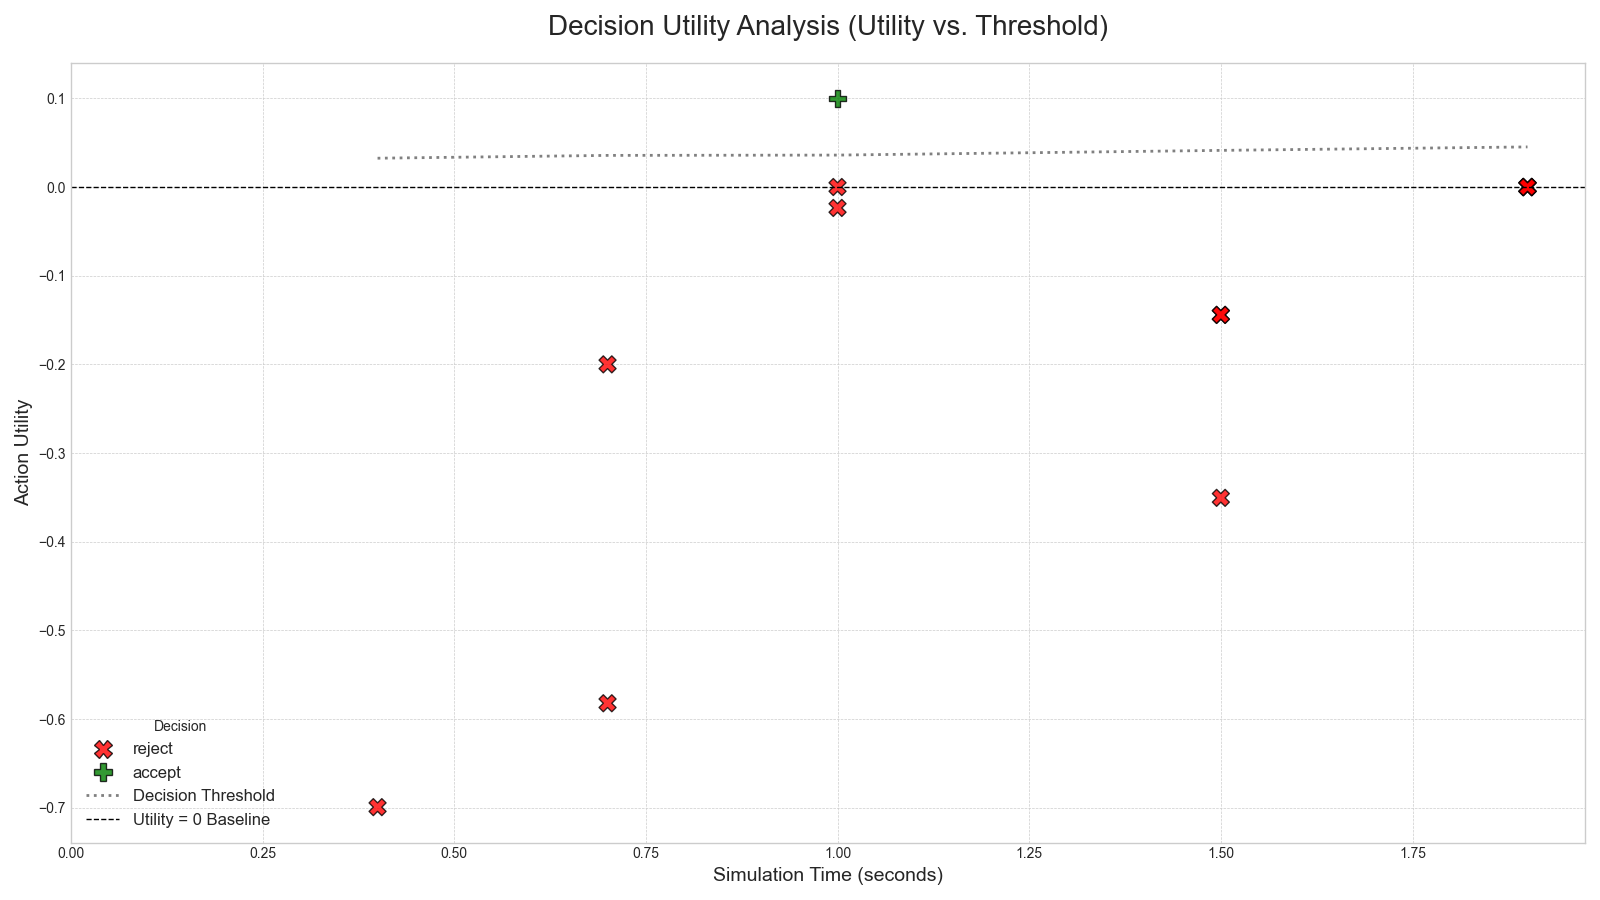 Decision Utility Analysis (Utility vs. Threshold)
0.1
0.0
−0.1
−0.2
−0.3
−0.4
−0.5
−0.6
−0.7
Action Utility
Decision
reject
accept
Decision Threshold
Utility = 0 Baseline
0.00 0.25 0.50 0.75 1.00 1.25 1.50 1.75
Simulation Time (seconds)